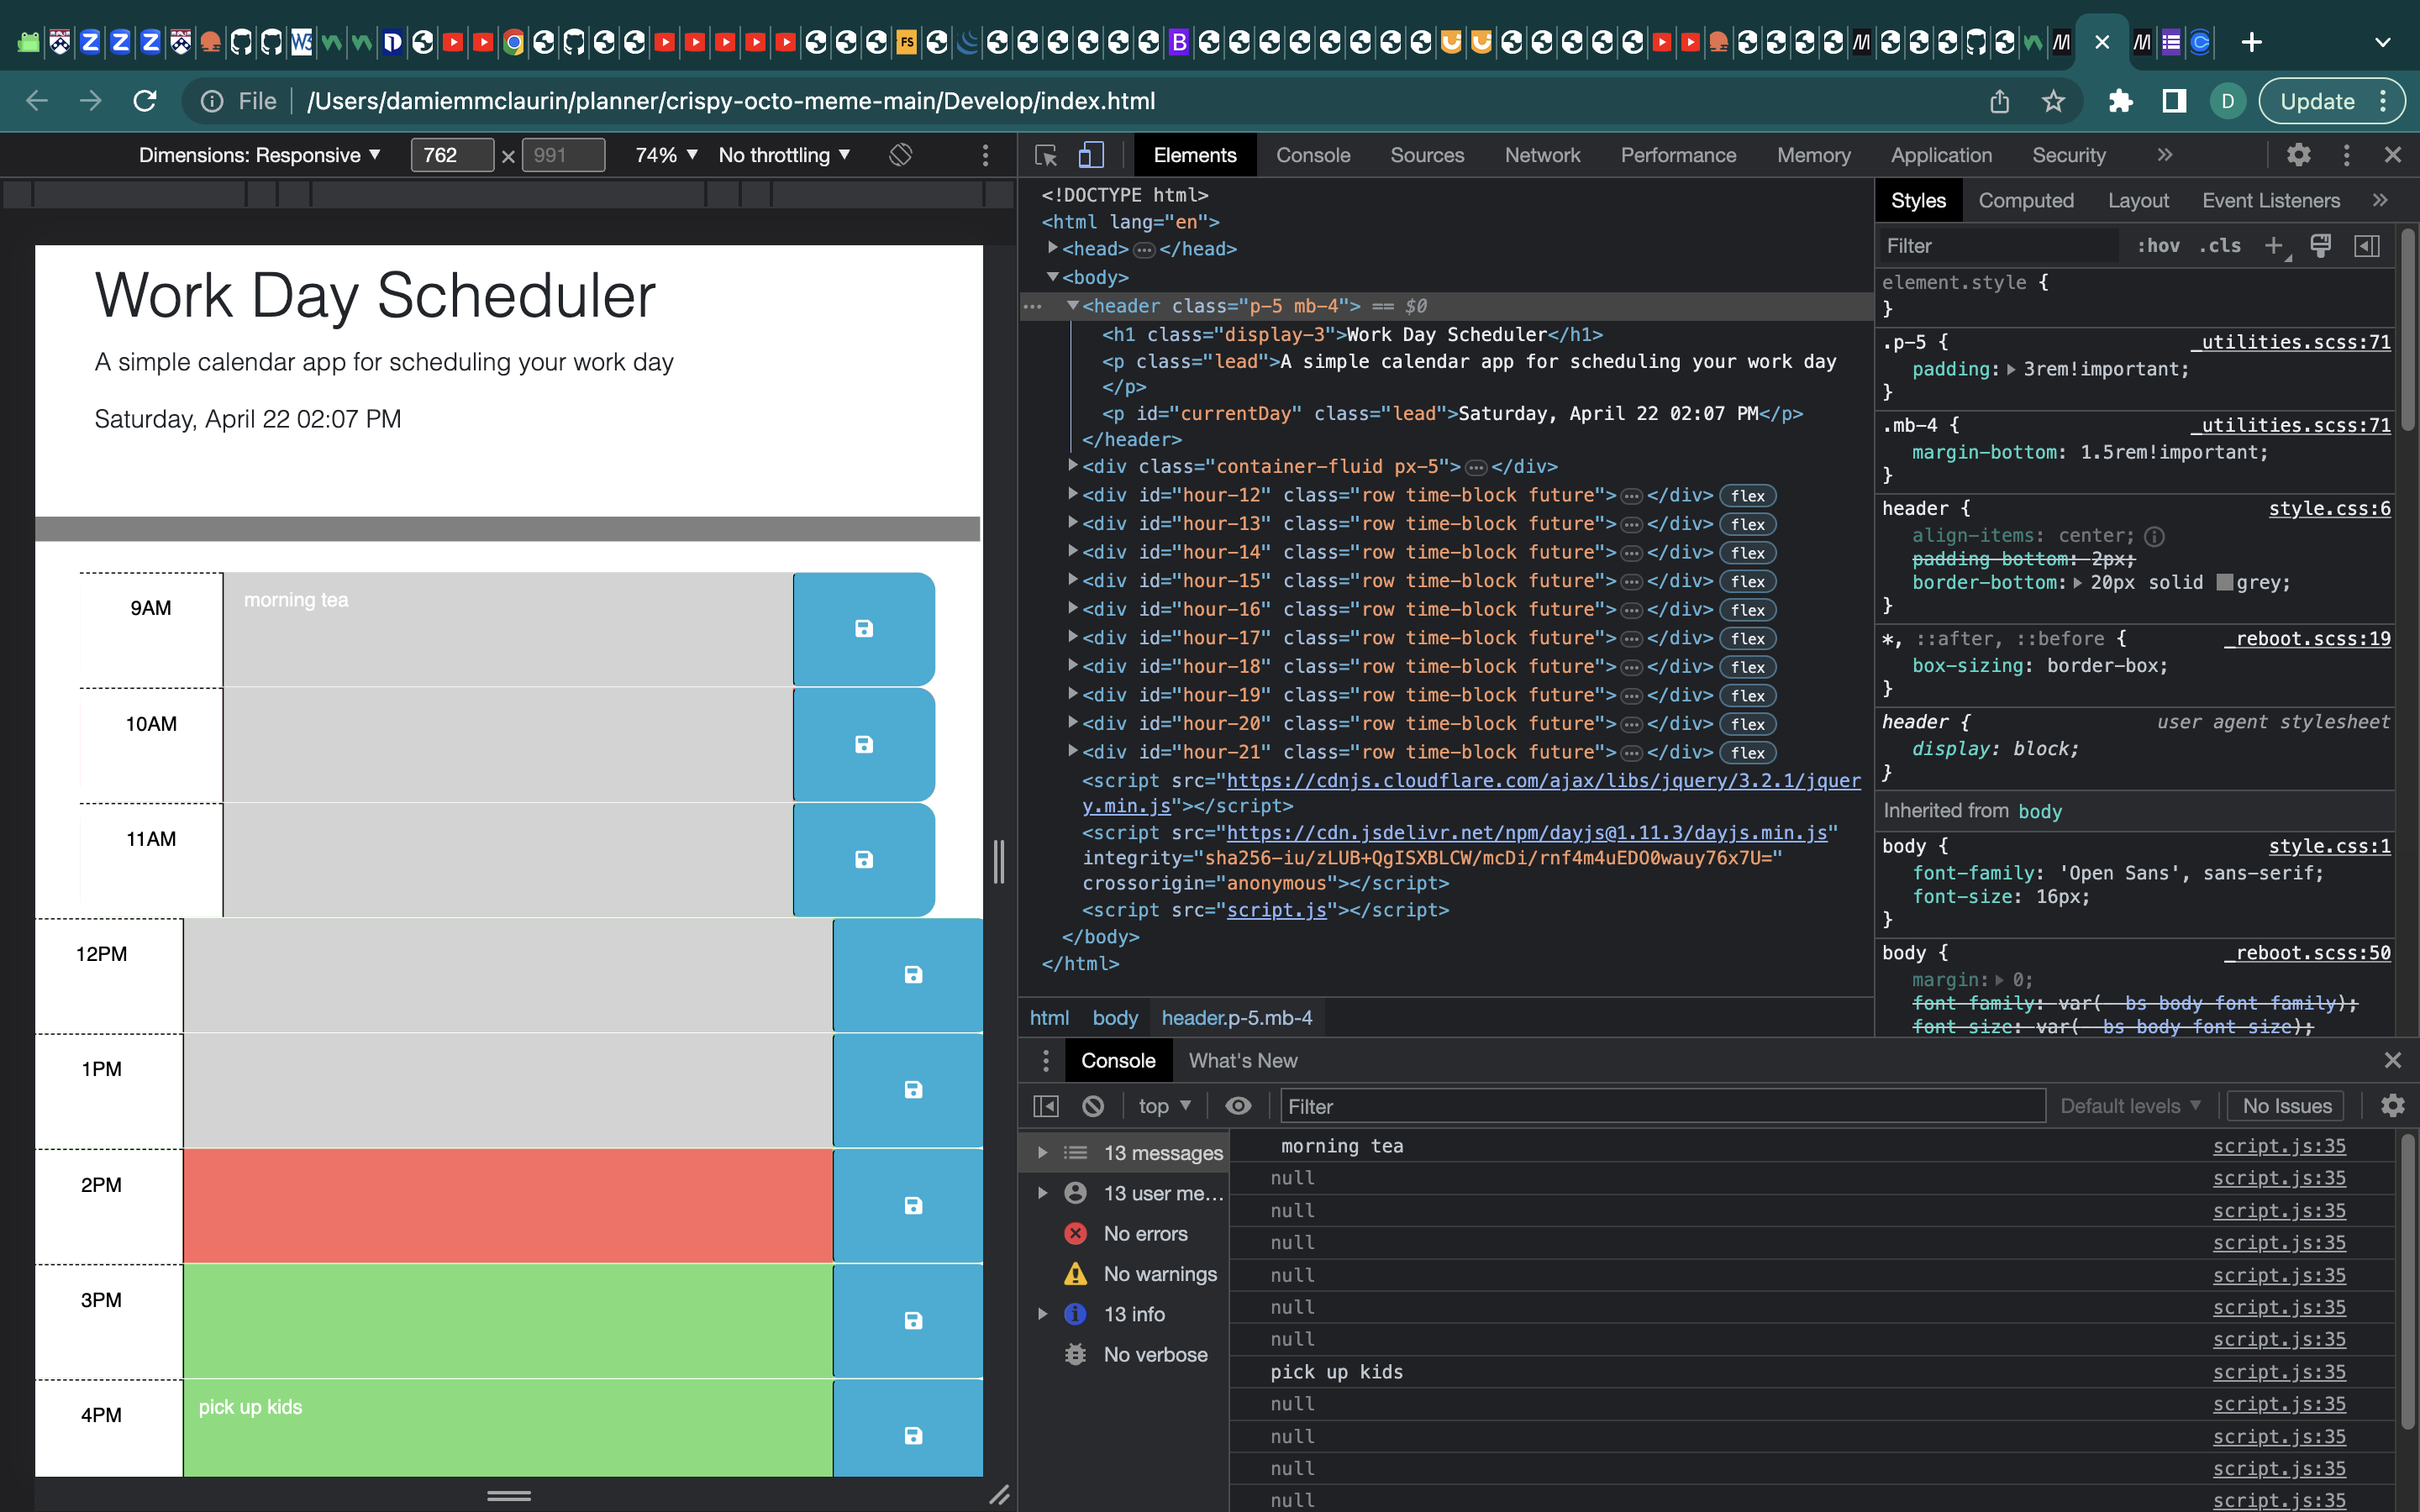 File
/Users/damiemmclaurin/planner/crispy-octo-meme-main/Develop/index.html
D
Update
Dimensions: Responsive
762
×
991
74%
No throttling
Elements
Console
Sources
Network
Performance
Memory
Application
Security
Work Day Scheduler
A simple calendar app for scheduling your work day
Saturday, April 22 02:07 PM
9AM
morning tea
10AM
11AM
12PM
1PM
2PM
3PM
4PM
pick up kids
<!DOCTYPE html>
<html lang="en">
<head>…</head>
<body>
<header class="p-5 mb-4"> == $0
<h1 class="display-3">Work Day Scheduler</h1>
<p class="lead">A simple calendar app for scheduling your work day
</p>
<p id="currentDay" class="lead">Saturday, April 22 02:07 PM</p>
</header>
<div class="container-fluid px-5">…</div>
<div id="hour-12" class="row time-block future">…</div> flex
<div id="hour-13" class="row time-block future">…</div> flex
<div id="hour-14" class="row time-block future">…</div> flex
<div id="hour-15" class="row time-block future">…</div> flex
<div id="hour-16" class="row time-block future">…</div> flex
<div id="hour-17" class="row time-block future">…</div> flex
<div id="hour-18" class="row time-block future">…</div> flex
<div id="hour-19" class="row time-block future">…</div> flex
<div id="hour-20" class="row time-block future">…</div> flex
<div id="hour-21" class="row time-block future">…</div> flex
<script src="https://cdnjs.cloudflare.com/ajax/libs/jquery/3.2.1/jquer
y.min.js"></script>
<script src="https://cdn.jsdelivr.net/npm/dayjs@1.11.3/dayjs.min.js"
integrity="sha256-iu/zLUB+QgISXBLCW/mcDi/rnf4m4uEDO0wauy76x7U="
crossorigin="anonymous"></script>
<script src="script.js"></script>
</body>
</html>
html
body
header.p-5.mb-4
Styles
Computed
Layout
Event Listeners
Filter
:hov
.cls
element.style {
}
.p-5 {
_utilities.scss:71
padding: 3rem!important;
}
.mb-4 {
_utilities.scss:71
margin-bottom: 1.5rem!important;
}
header {
style.css:6
align-items: center;
padding-bottom: 2px;
border-bottom: 20px solid grey;
}
*, ::after, ::before {
_reboot.scss:19
box-sizing: border-box;
}
header {
user agent stylesheet
display: block;
}
Inherited from body
body {
style.css:1
font-family: 'Open Sans', sans-serif;
font-size: 16px;
}
body {
_reboot.scss:50
margin: 0;
font-family: var(--bs-body-font-family);
font-size: var(--bs-body-font-size);
Console
What's New
top
Filter
Default levels
No Issues
13 messages
13 user me…
No errors
No warnings
13 info
No verbose
morning tea script.js:35
null script.js:35
null script.js:35
null script.js:35
null script.js:35
null script.js:35
null script.js:35
pick up kids script.js:35
null script.js:35
null script.js:35
null script.js:35
null script.js:35